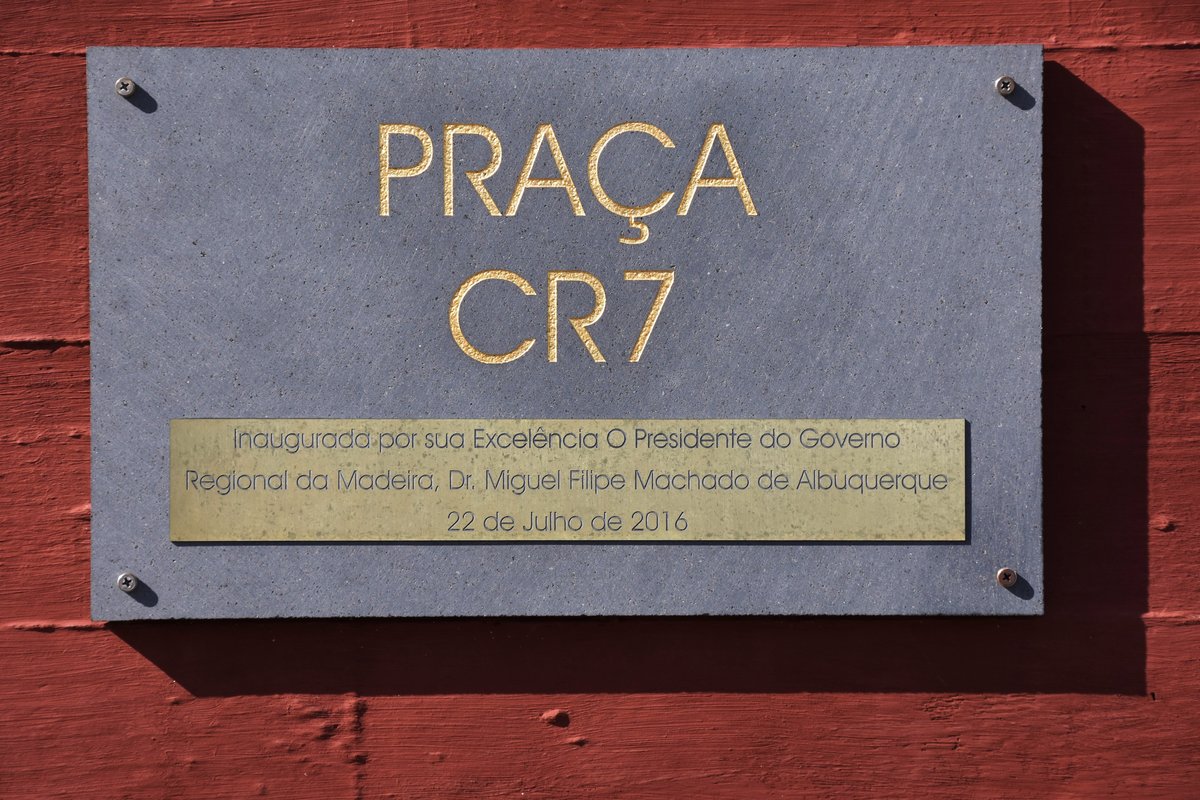 PRAÇA
CR7
Inaugurada por sua Excelência O Presidente do Governo
Regional da Madeira, Dr. Miguel Filipe Machado de Albuquerque
22 de Julho de 2016